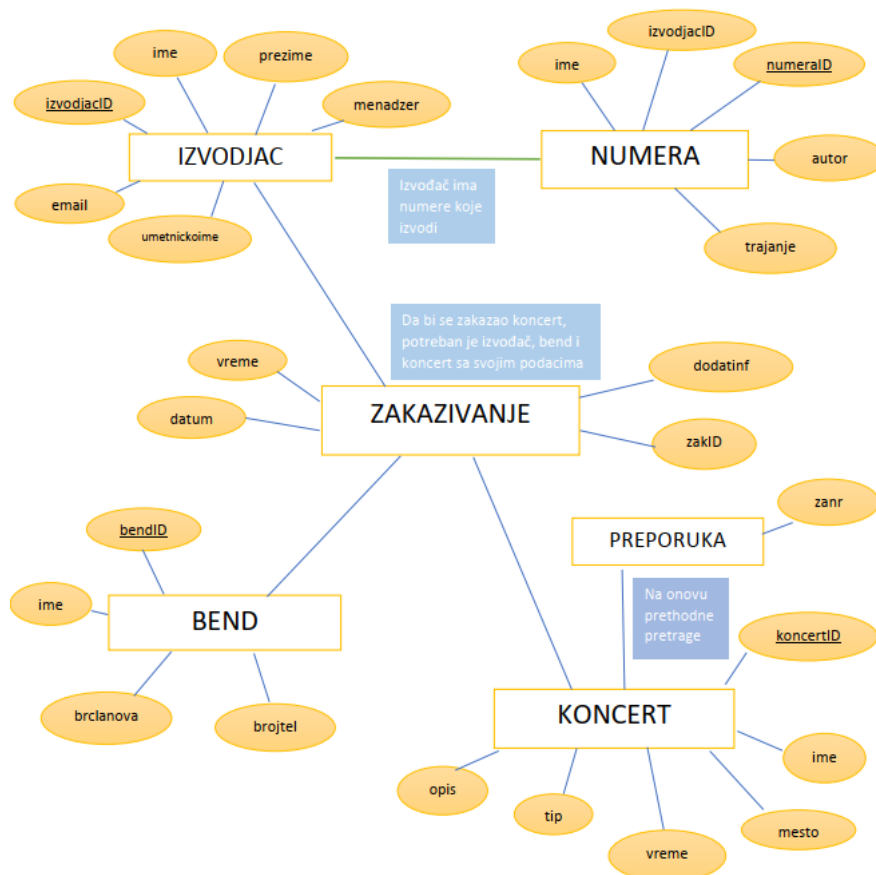 izvodjacID
ime
prezime
ime
numeraID
izvodjacID
menadzer
IZVODJAC
NUMERA
autor
Izvođač ima
numere koje
izvodi
email
umetnickoime
trajanje
Da bi se zakazao koncert,
potreban je izvođač, bend i
koncert sa svojim podacima
vreme
dodatinf
datum
ZAKAZIVANJE
zakID
zanr
bendID
PREPORUKA
ime
BEND
Na onovu
prethodne
pretrage
koncertID
brclanova
brojtel
KONCERT
ime
opis
tip
mesto
vreme